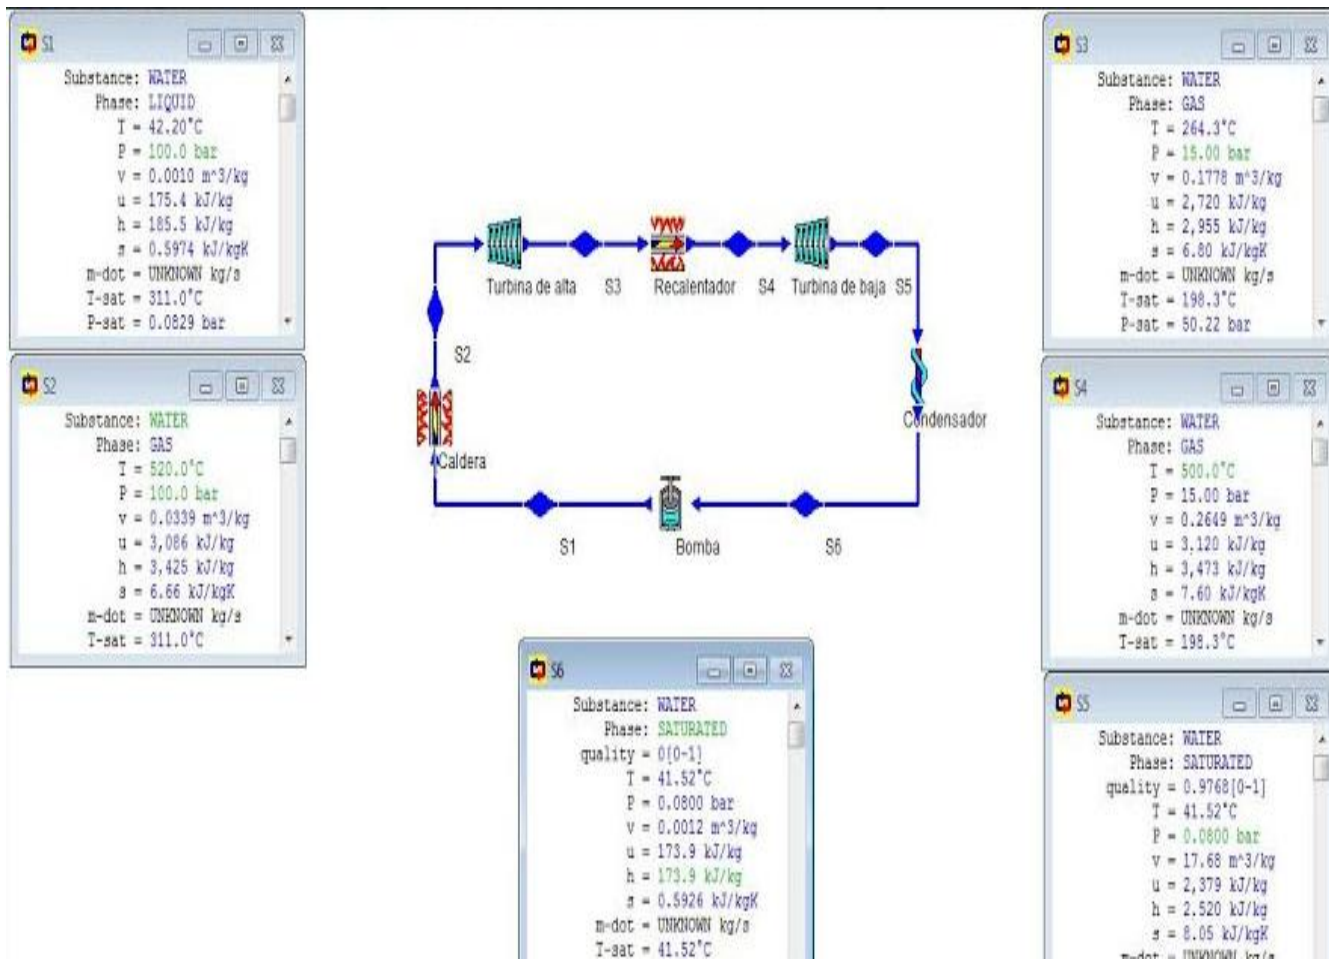 S1
Substance: WATER
Phase: LIQUID
T = 42.20°C
P = 100.0 bar
v = 0.0010 m^3/kg
u = 175.4 kJ/kg
h = 185.5 kJ/kg
s = 0.5974 kJ/kgK
m-dot = UNKNOWN kg/s
T-sat = 311.0°C
P-sat = 0.0829 bar
S2
Substance: WATER
Phase: GAS
T = 520.0°C
P = 100.0 bar
v = 0.0339 m^3/kg
u = 3,086 kJ/kg
h = 3,425 kJ/kg
s = 6.66 kJ/kgK
m-dot = UNKNOWN kg/s
T-sat = 311.0°C
Turbina de alta
S3
Recalentador
S4
Turbina de baja
S5
S2
Condensador
Caldera
S1
Bomba
S6
S6
Substance: WATER
Phase: SATURATED
quality = 0[0-1]
T = 41.52°C
P = 0.0800 bar
v = 0.0012 m^3/kg
u = 173.9 kJ/kg
h = 173.9 kJ/kg
s = 0.5926 kJ/kgK
m-dot = UNKNOWN kg/s
T-sat = 41.52°C
S3
Substance: WATER
Phase: GAS
T = 264.3°C
P = 15.00 bar
v = 0.1778 m^3/kg
u = 2,720 kJ/kg
h = 2,955 kJ/kg
s = 6.80 kJ/kgK
m-dot = UNKNOWN kg/s
T-sat = 198.3°C
P-sat = 50.22 bar
S4
Substance: WATER
Phase: GAS
T = 500.0°C
P = 15.00 bar
v = 0.2649 m^3/kg
u = 3,120 kJ/kg
h = 3,473 kJ/kg
s = 7.60 kJ/kgK
m-dot = UNKNOWN kg/s
T-sat = 198.3°C
S5
Substance: WATER
Phase: SATURATED
quality = 0.9768[0-1]
T = 41.52°C
P = 0.0800 bar
v = 17.68 m^3/kg
u = 2,379 kJ/kg
h = 2,520 kJ/kg
s = 8.05 kJ/kgK
m-dot = UNKNOWN kg/s